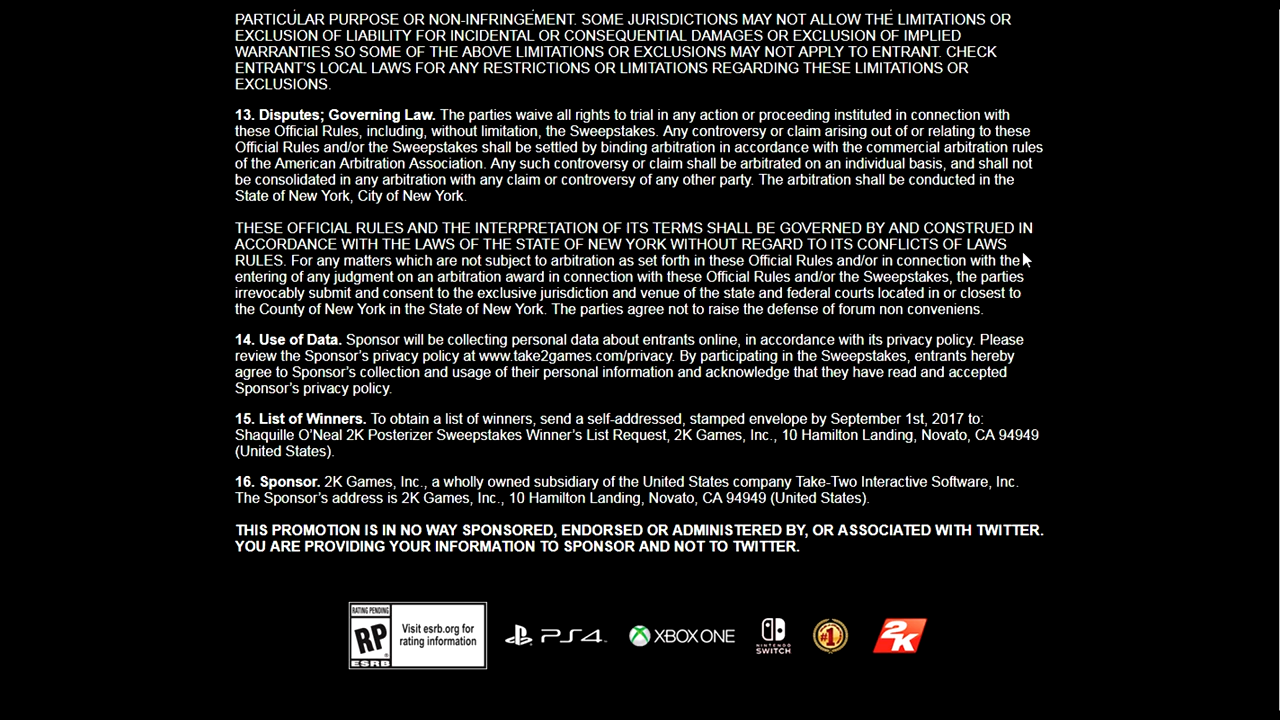 PARTICULAR PURPOSE OR NON-INFRINGEMENT. SOME JURISDICTIONS MAY NOT ALLOW THE LIMITATIONS OR
EXCLUSION OF LIABILITY FOR INCIDENTAL OR CONSEQUENTIAL DAMAGES OR EXCLUSION OF IMPLIED
WARRANTIES SO SOME OF THE ABOVE LIMITATIONS OR EXCLUSIONS MAY NOT APPLY TO ENTRANT. CHECK
ENTRANT'S LOCAL LAWS FOR ANY RESTRICTIONS OR LIMITATIONS REGARDING THESE LIMITATIONS OR
EXCLUSIONS.
13. Disputes; Governing Law. The parties waive all rights to trial in any action or proceeding instituted in connection with
these Official Rules, including, without limitation, the Sweepstakes. Any controversy or claim arising out of or relating to these
Official Rules and/or the Sweepstakes shall be settled by binding arbitration in accordance with the commercial arbitration rules
of the American Arbitration Association. Any such controversy or claim shall be arbitrated on an individual basis, and shall not
be consolidated in any arbitration with any claim or controversy of any other party. The arbitration shall be conducted in the
State of New York, City of New York.
THESE OFFICIAL RULES AND THE INTERPRETATION OF ITS TERMS SHALL BE GOVERNED BY AND CONSTRUED IN
ACCORDANCE WITH THE LAWS OF THE STATE OF NEW YORK WITHOUT REGARD TO ITS CONFLICTS OF LAWS
RULES. For any matters which are not subject to arbitration as set forth in these Official Rules and/or in connection with the
entering of any judgment on an arbitration award in connection with these Official Rules and/or the Sweepstakes, the parties
irrevocably submit and consent to the exclusive jurisdiction and venue of the state and federal courts located in or closest to
the County of New York in the State of New York. The parties agree not to raise the defense of forum non conveniens.
14. Use of Data. Sponsor will be collecting personal data about entrants online, in accordance with its privacy policy. Please
review the Sponsor's privacy policy at www.take2games.com/privacy. By participating in the Sweepstakes, entrants hereby
agree to Sponsor's collection and usage of their personal information and acknowledge that they have read and accepted
Sponsor's privacy policy.
15. List of Winners. To obtain a list of winners, send a self-addressed, stamped envelope by September 1st, 2017 to:
Shaquille O'Neal 2K Posterizer Sweepstakes Winner's List Request, 2K Games, Inc., 10 Hamilton Landing, Novato, CA 94949
(United States).
16. Sponsor. 2K Games, Inc., a wholly owned subsidiary of the United States company Take-Two Interactive Software, Inc.
The Sponsor's address is 2K Games, Inc., 10 Hamilton Landing, Novato, CA 94949 (United States).
THIS PROMOTION IS IN NO WAY SPONSORED, ENDORSED OR ADMINISTERED BY, OR ASSOCIATED WITH TWITTER.
YOU ARE PROVIDING YOUR INFORMATION TO SPONSOR AND NOT TO TWITTER.
RATING PENDING
RP
ESRB
Visit esrb.org for
rating information
PS4
XBOX ONE
NINTENDO
SWITCH
#1
2K